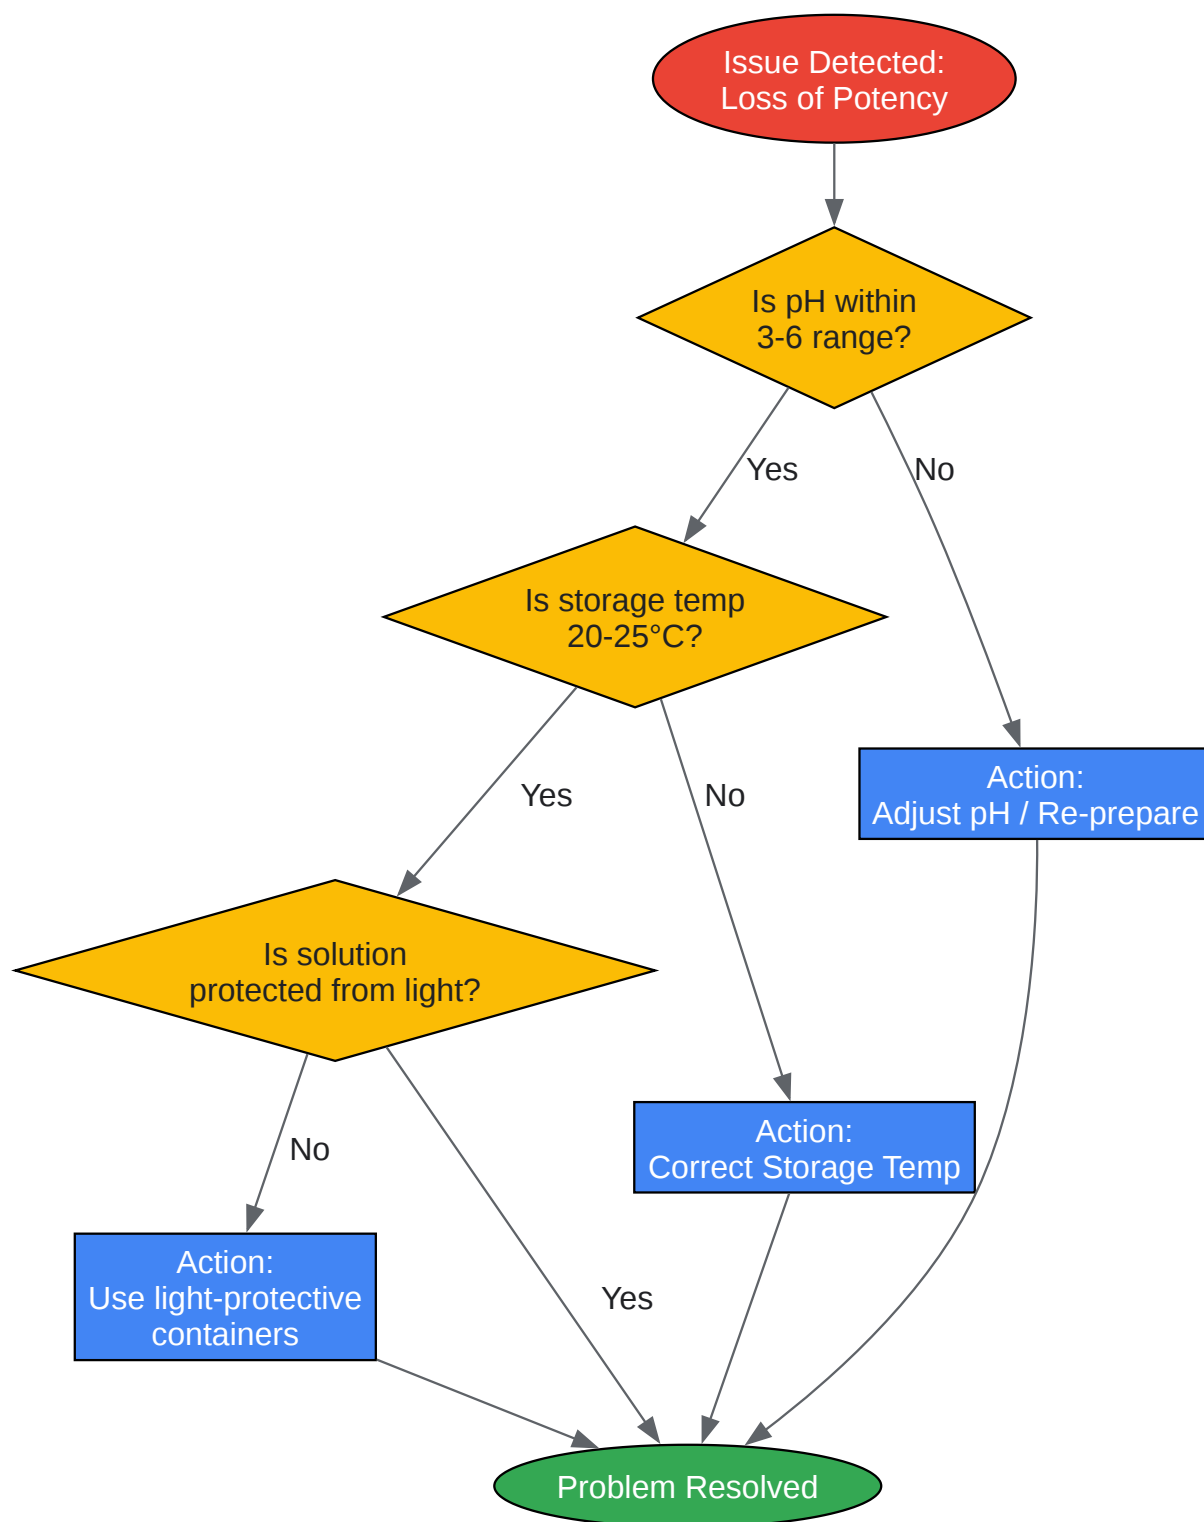 Issue Detected:
Loss of Potency
Is pH within
3-6 range?
Yes
No
Is storage temp
20-25°C?
Yes
No
Action:
Adjust pH / Re-prepare
Is solution
protected from light?
No
Yes
Action:
Correct Storage Temp
Action:
Use light-protective
containers
Problem Resolved